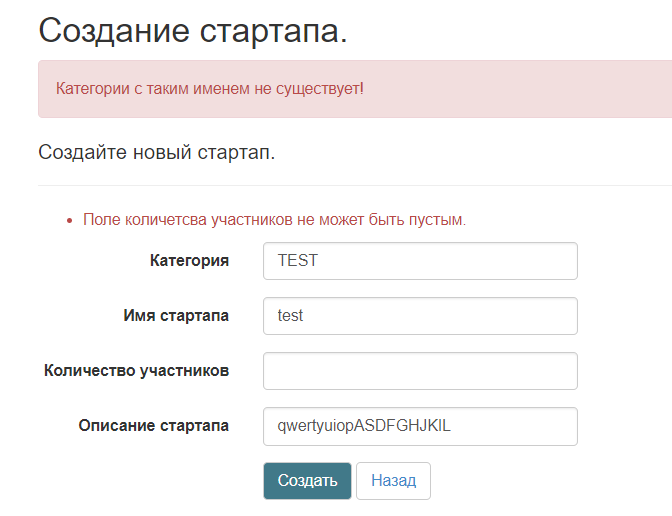 Создание стартапа.
Категории с таким именем не существует!
Создайте новый стартап.
Поле количетсва участников не может быть пустым.
Категория TEST
Имя стартапа test
Количество участников
Описание стартапа qwertyuiopASDFGHJKlL
Создать Назад